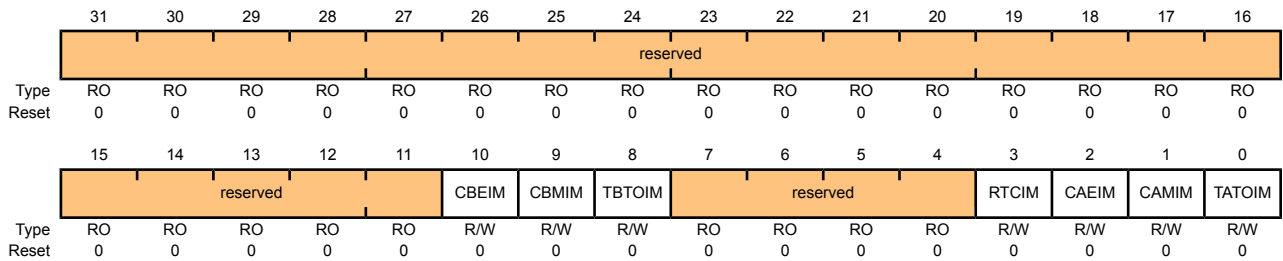 31 30 29 28 27 26 25 24 23 22 21 20 19 18 17 16
reserved
Type RO RO RO RO RO RO RO RO RO RO RO RO RO RO RO RO
Reset 0 0 0 0 0 0 0 0 0 0 0 0 0 0 0 0
15 14 13 12 11 10 9 8 7 6 5 4 3 2 1 0
reserved CBEIM CBMIM TBTOIM reserved RTCIM CAEIM CAMIM TATOIM
Type RO RO RO RO RO R/W R/W R/W RO RO RO RO R/W R/W R/W R/W
Reset 0 0 0 0 0 0 0 0 0 0 0 0 0 0 0 0